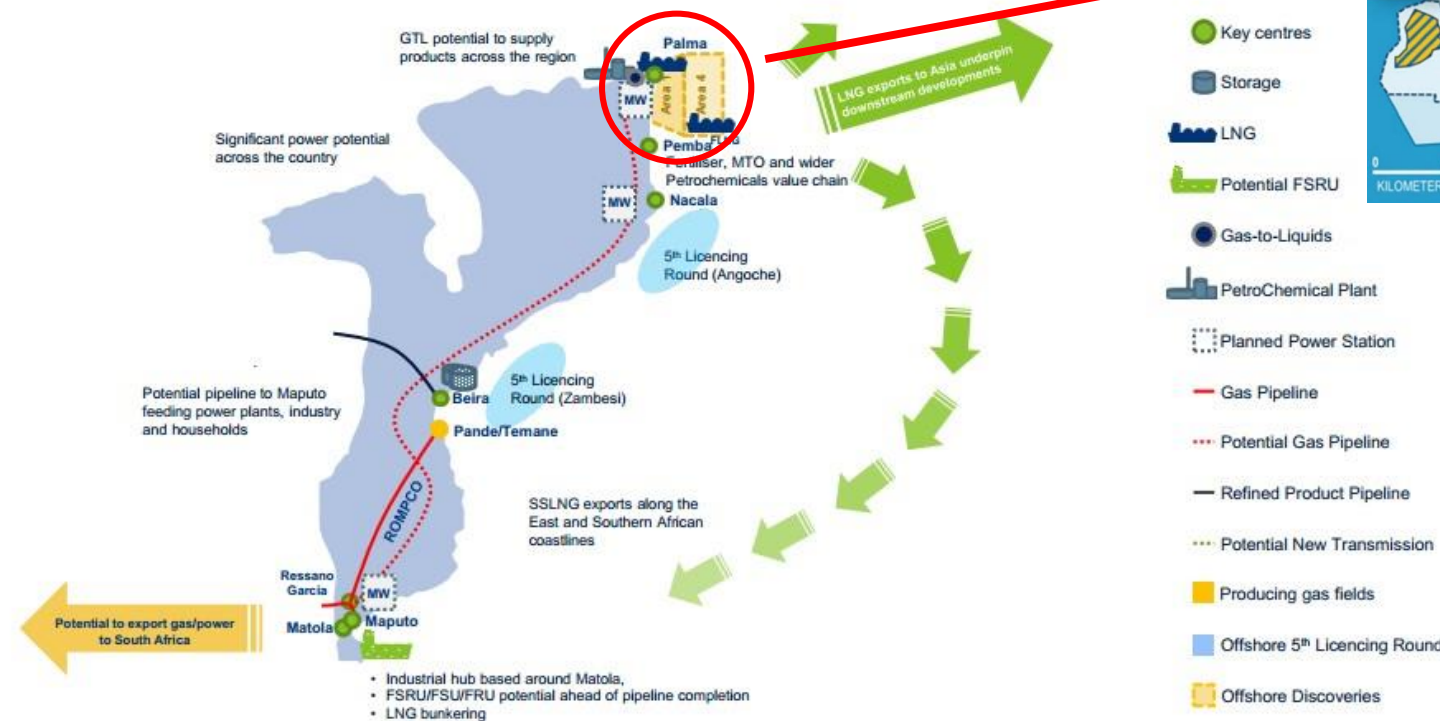 GTL potential to supply
products across the region
Palma
MW
Area 1
Area 4
LNG exports to Asia underpin
downstream developments
Significant power potential
across the country
Pemba
Fertiliser, MTO and wider
Petrochemicals value chain
MW
Nacala
5th Licencing
Round (Angoche)
5th Licencing
Round (Zambesi)
Beira
Potential pipeline to Maputo
feeding power plants, industry
and households
Pande/Temane
ROMPCO
SSLNG exports along the
East and Southern African
coastlines
Ressano
Garcia
MW
Maputo
Matola
Potential to export gas/power
to South Africa
• Industrial hub based around Matola,
• FSRU/FSU/FRU potential ahead of pipeline completion
• LNG bunkering
Key centres
Storage
LNG
Potential FSRU
Gas-to-Liquids
PetroChemical Plant
Planned Power Station
Gas Pipeline
Potential Gas Pipeline
Refined Product Pipeline
Potential New Transmission
Producing gas fields
Offshore 5th Licencing Round
Offshore Discoveries
0